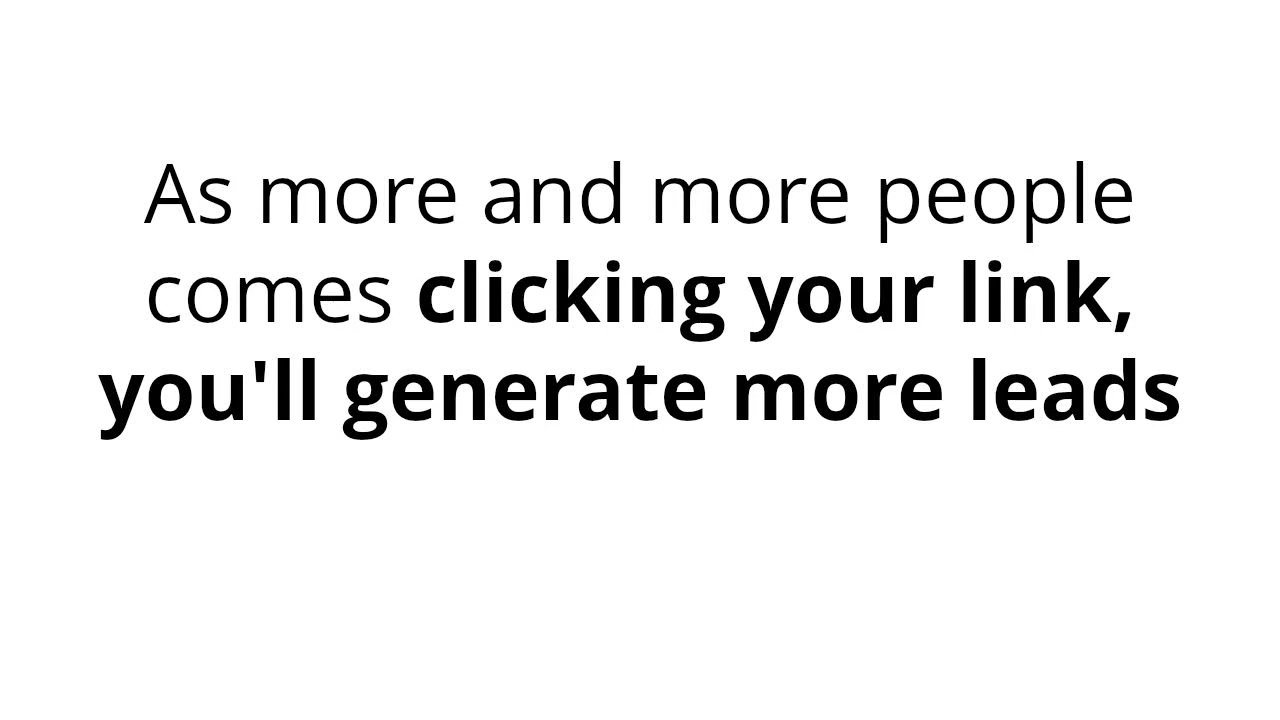 As more and more people
comes clicking your link,
you'll generate more leads